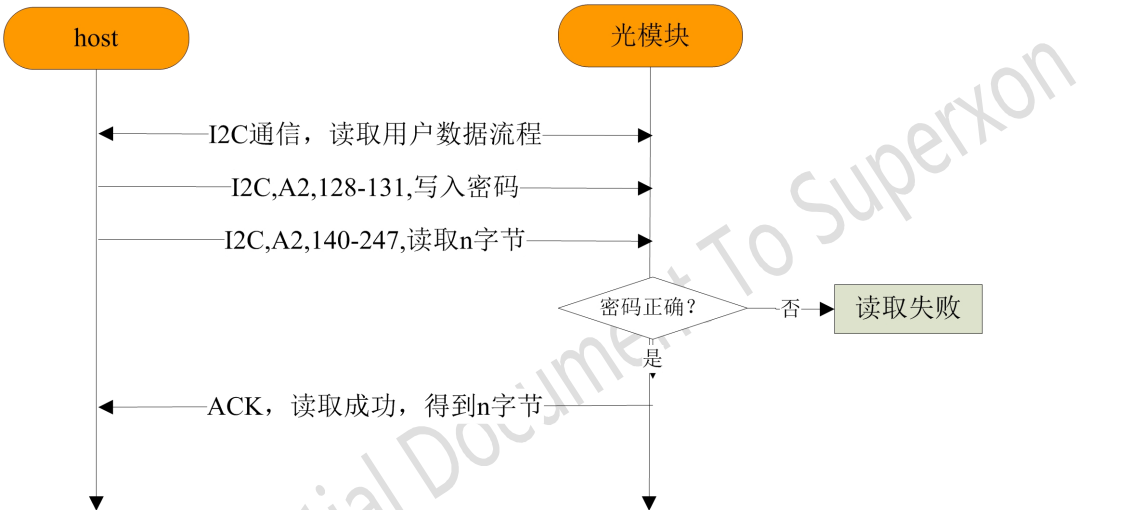 host
光模块
I2C通信，读取用户数据流程
I2C,A2,128-131,写入密码
I2C,A2,140-247,读取n字节
密码正确？
否
读取失败
是
ACK，读取成功，得到n字节
Document To Superxon